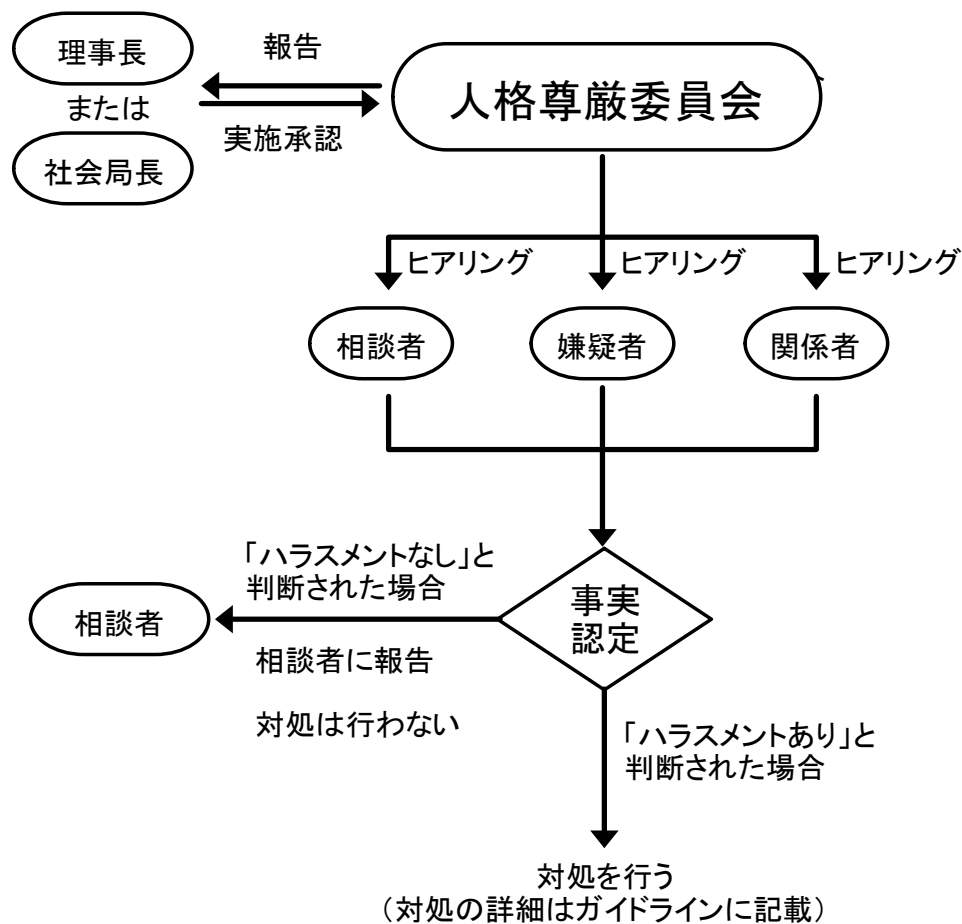 理事長
または
社会局長
報告
実施承認
人格尊厳委員会
ヒアリング
ヒアリング
ヒアリング
相談者
嫌疑者
関係者
事実
認定
「ハラスメントなし」と
判断された場合
相談者
相談者に報告
対処は行わない
「ハラスメントあり」と
判断された場合
対処を行う
(対処の詳細はガイドラインに記載)